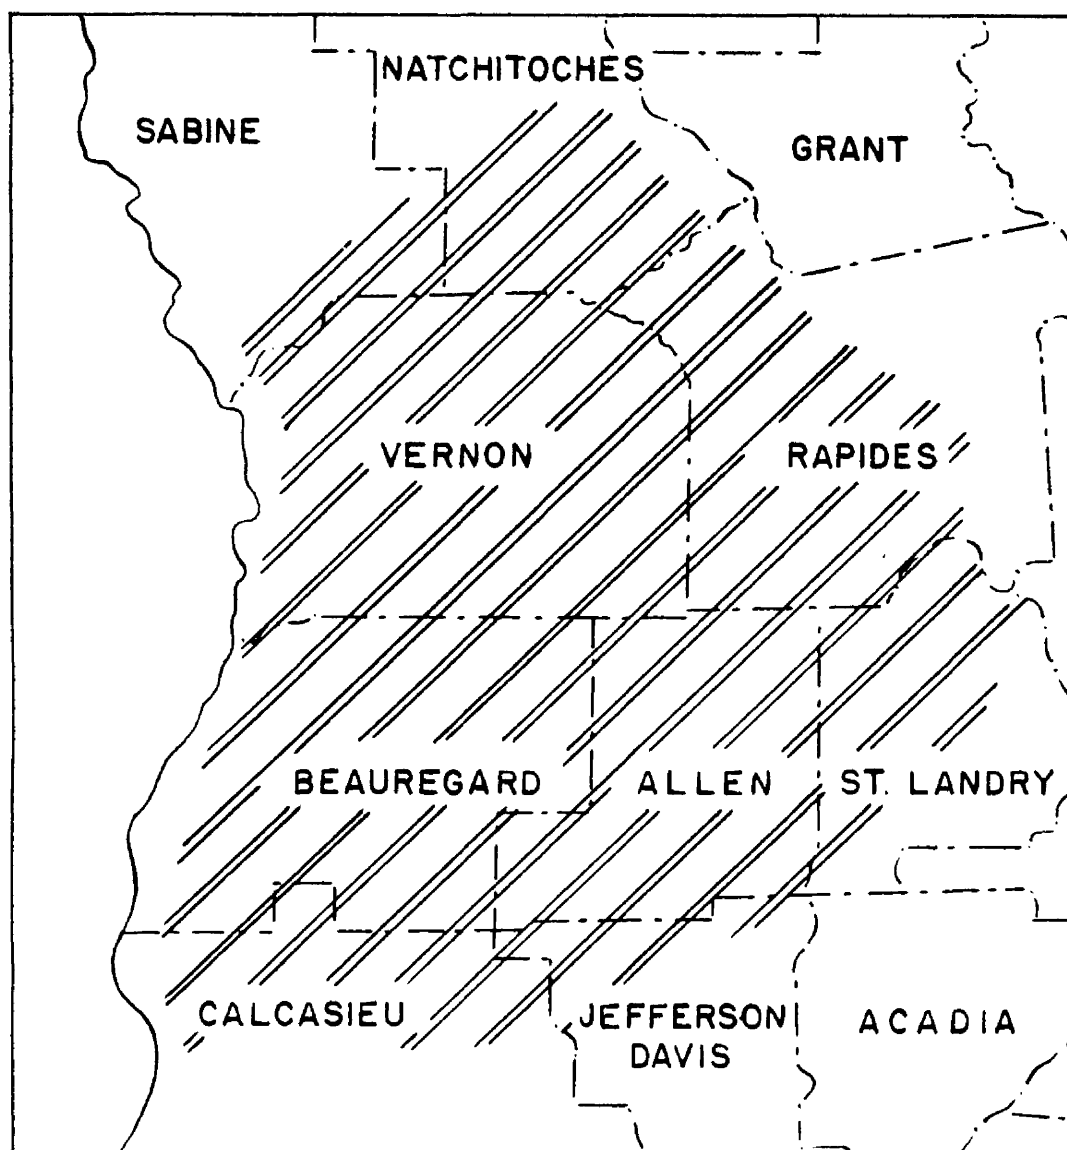 NATCHITOCHES
SABINE
GRANT
VERNON
RAPIDES
BEAUREGARD
ALLEN
ST. LANDRY
CALCASIEU
JEFFERSON
DAVIS
ACADIA